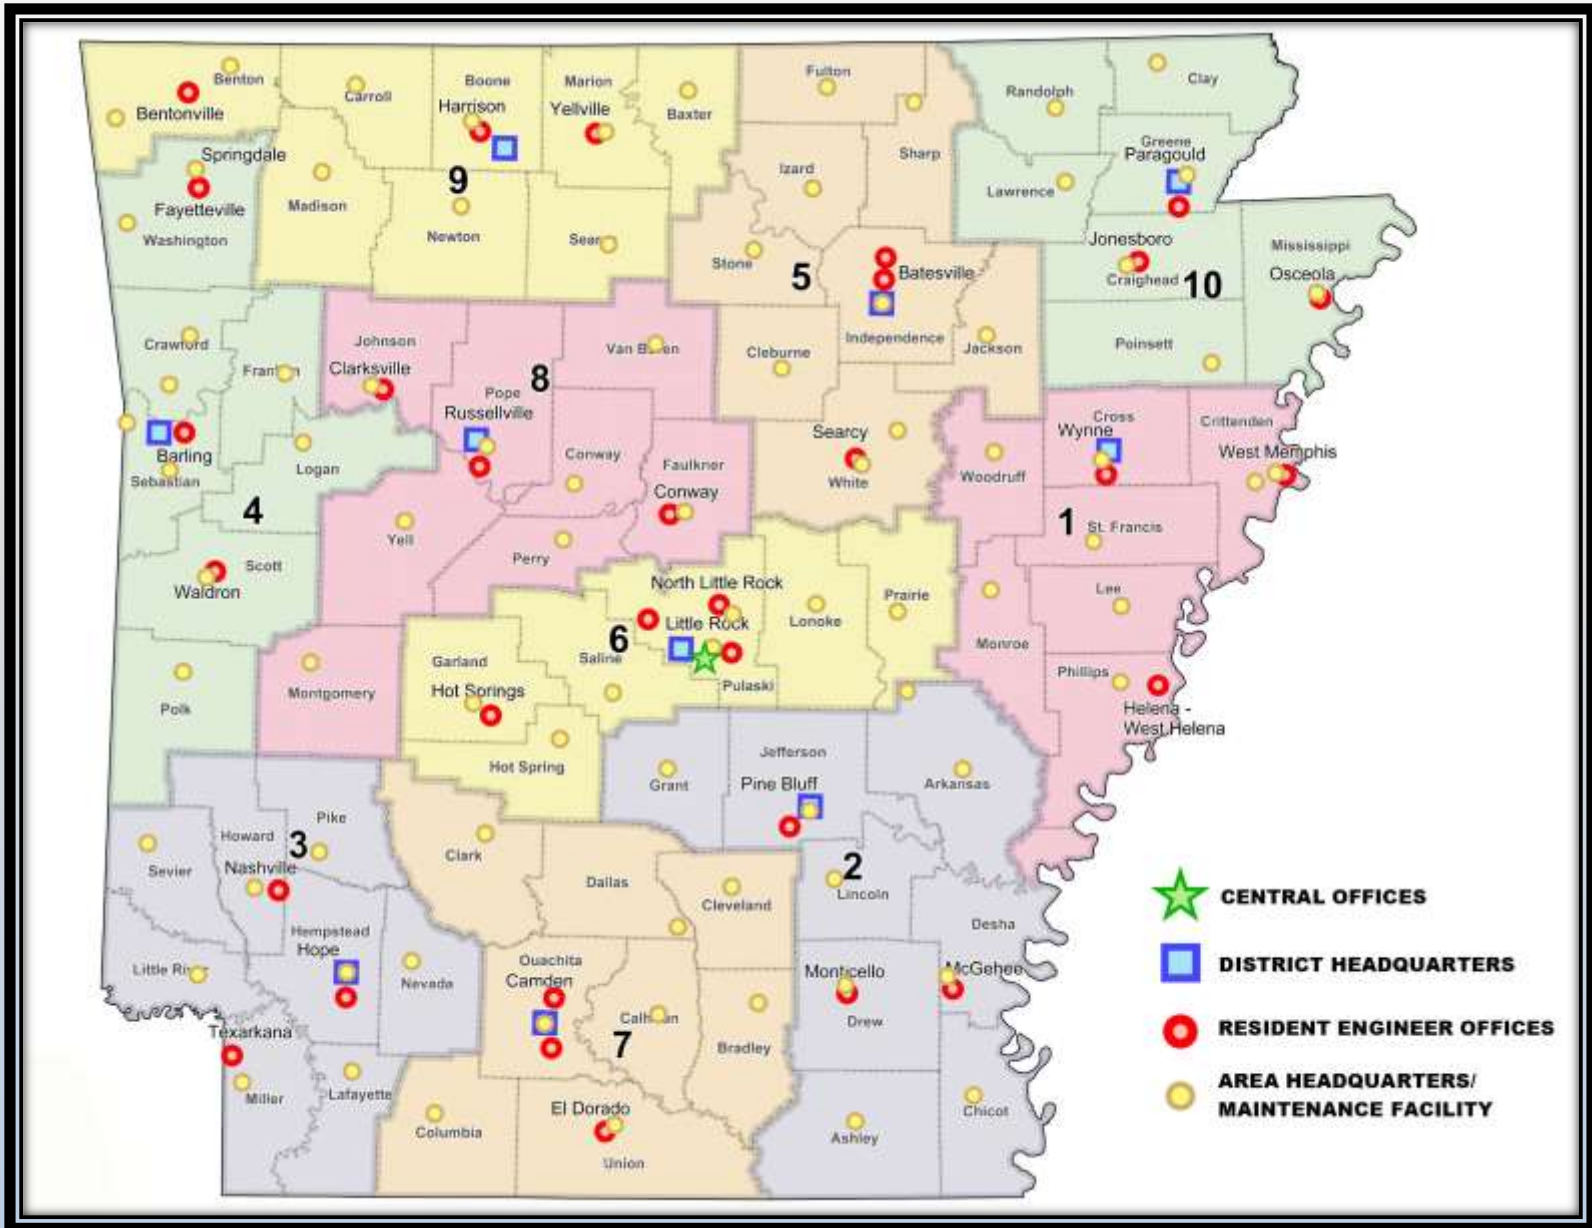 Benton
Bentonville
Carroll
Boone
Harrison
Marion
Yellville
Baxter
Fulton
Sharp
Randolph
Clay
Greene
Paragould
Springdale
Fayetteville
Washington
Madison
9
Newton
Izard
Lawrence
Stone
5
Batesville
Independence
Jackson
Jonesboro
Craighead
10
Mississippi
Osceola
Poinsett
Crawford
Johnson
Clarksville
8
Pope
Russellville
Cleburne
Barling
Sebastian
Logan
4
Conway
Faulkner
Conway
Searcy
White
Woodruff
Cross
Wynne
Crittenden
West Memphis
1
St. Francis
Yell
Perry
Scott
Waldron
North Little Rock
Little Rock
6
Saline
Pulaski
Lonoke
Prairie
Monroe
Lee
Phillips
Helena -
West Helena
Polk
Montgomery
Garland
Hot Springs
Hot Spring
Grant
Jefferson
Pine Bluff
Arkansas
Sevier
Howard
Pike
3
Nashville
Clark
Dallas
Cleveland
2
Lincoln
Desha
Hempstead
Hope
Nevada
Ouachita
Camden
7
Bradley
Monticello
Drew
McGehee
Texarkana
Miller
Lafayette
Columbia
El Dorado
Union
Ashley
Chicot
CENTRAL OFFICES
DISTRICT HEADQUARTERS
RESIDENT ENGINEER OFFICES
AREA HEADQUARTERS/
MAINTENANCE FACILITY